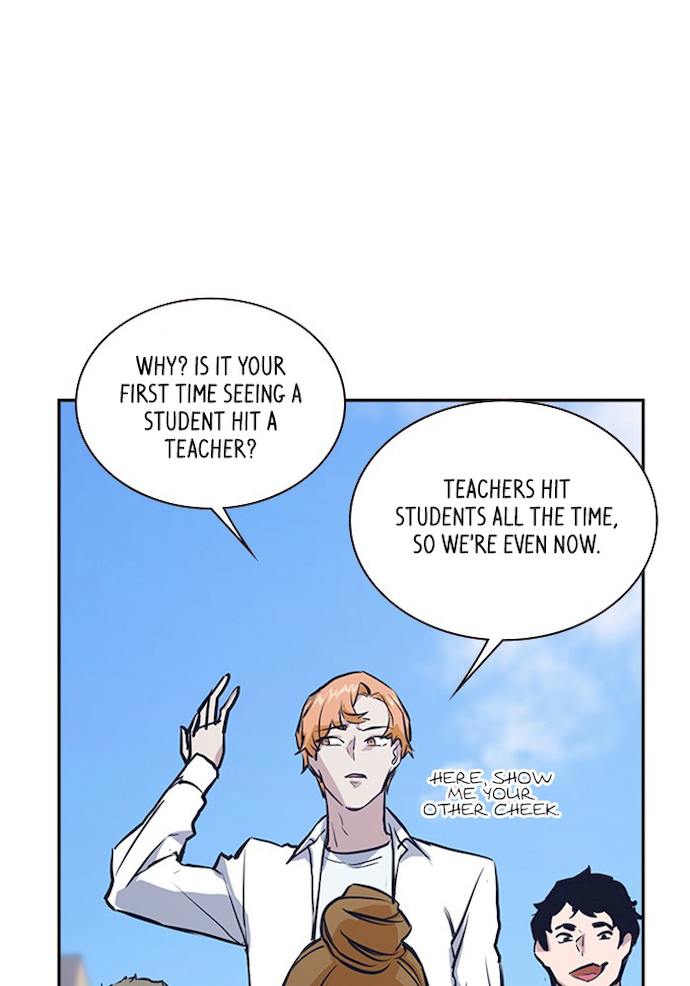 WHY? IS IT YOUR
FIRST TIME SEEING A
STUDENT HIT A
TEACHER?
TEACHERS HIT
STUDENTS ALL THE TIME,
SO WE'RE EVEN NOW.
HERE, SHOW
ME YOUR
OTHER CHEEK.